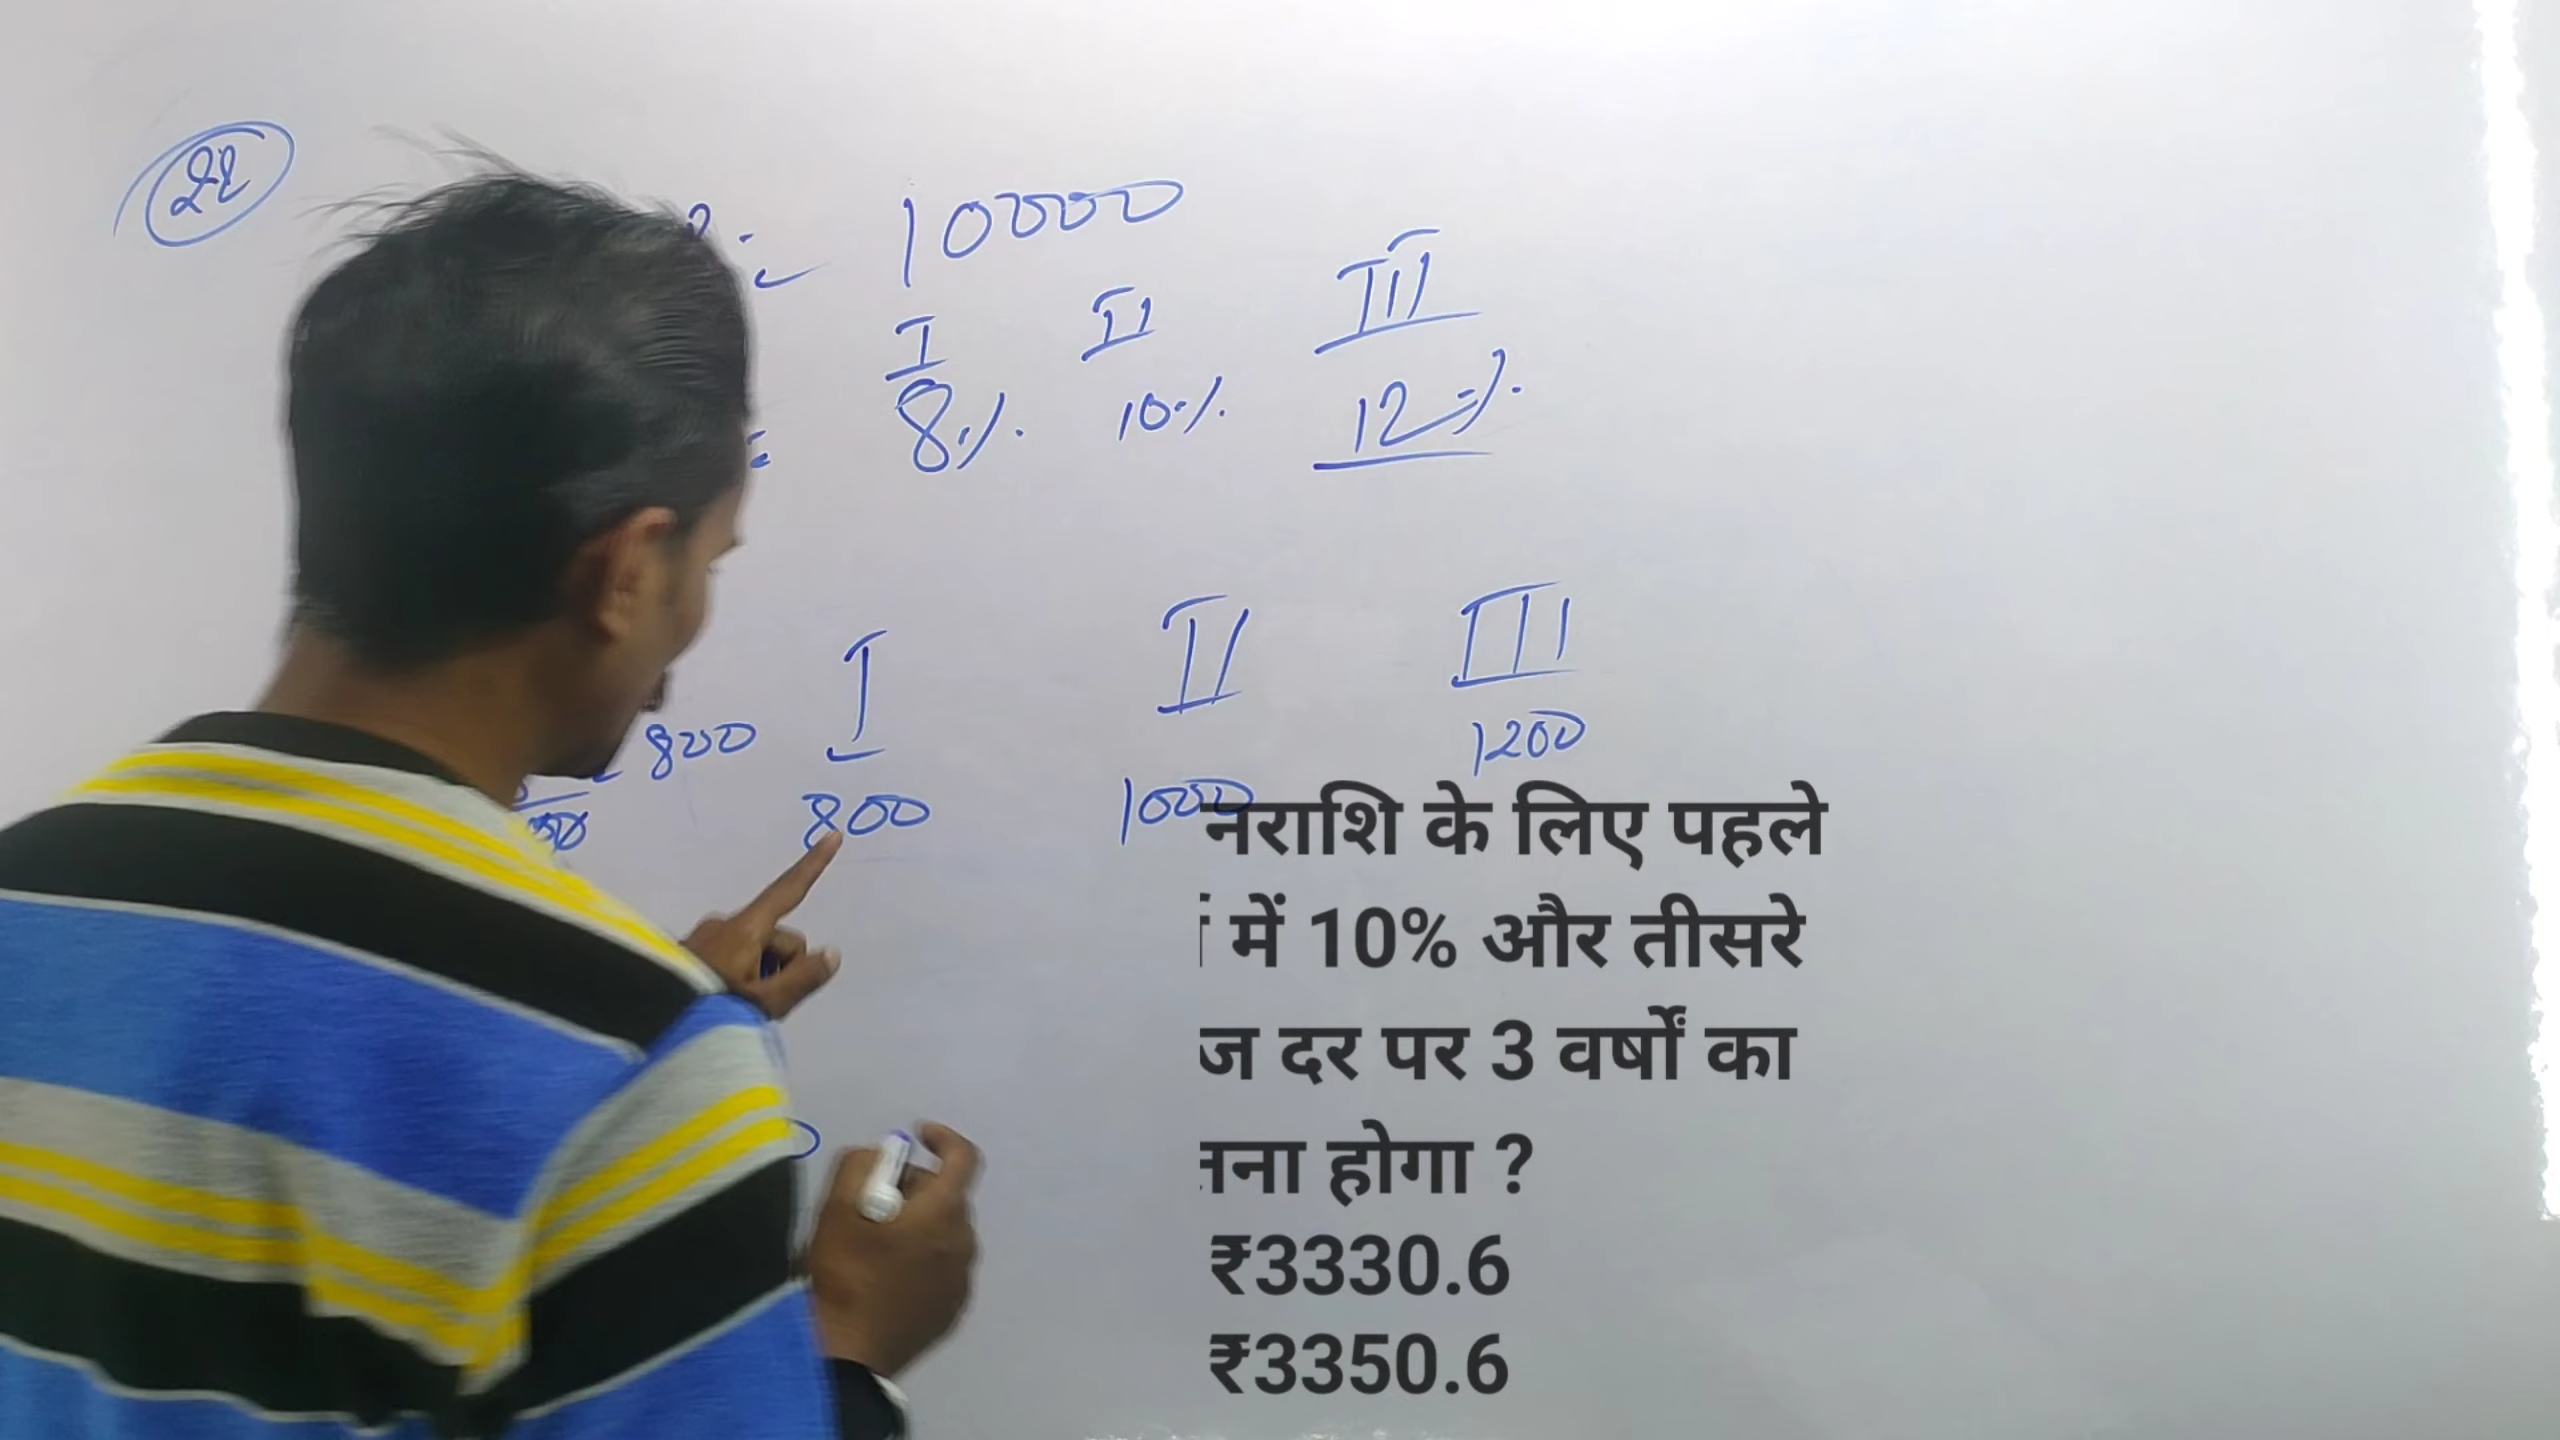 22
P = 10000
I II III
= 8% 10% 12%
I II III
800 800 1000 1200
नराशि के लिए पहले
में 10% और तीसरे
ज दर पर 3 वर्षों का
होगा ?
₹3330.6
₹3350.6